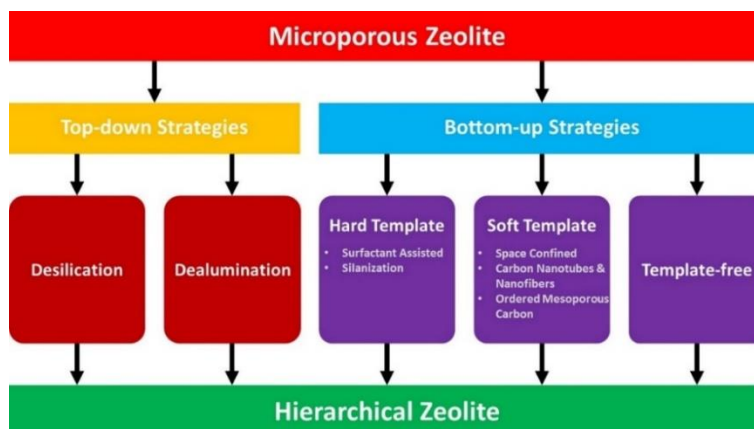 Microporous Zeolite
Top-down Strategies
Bottom-up Strategies
Desilication
Dealumination
Hard Template
• Surfactant Assisted
• Silanization
Soft Template
• Space Confined
• Carbon Nanotubes &
Nanofibers
• Ordered Mesoporous
Carbon
Template-free
Hierarchical Zeolite